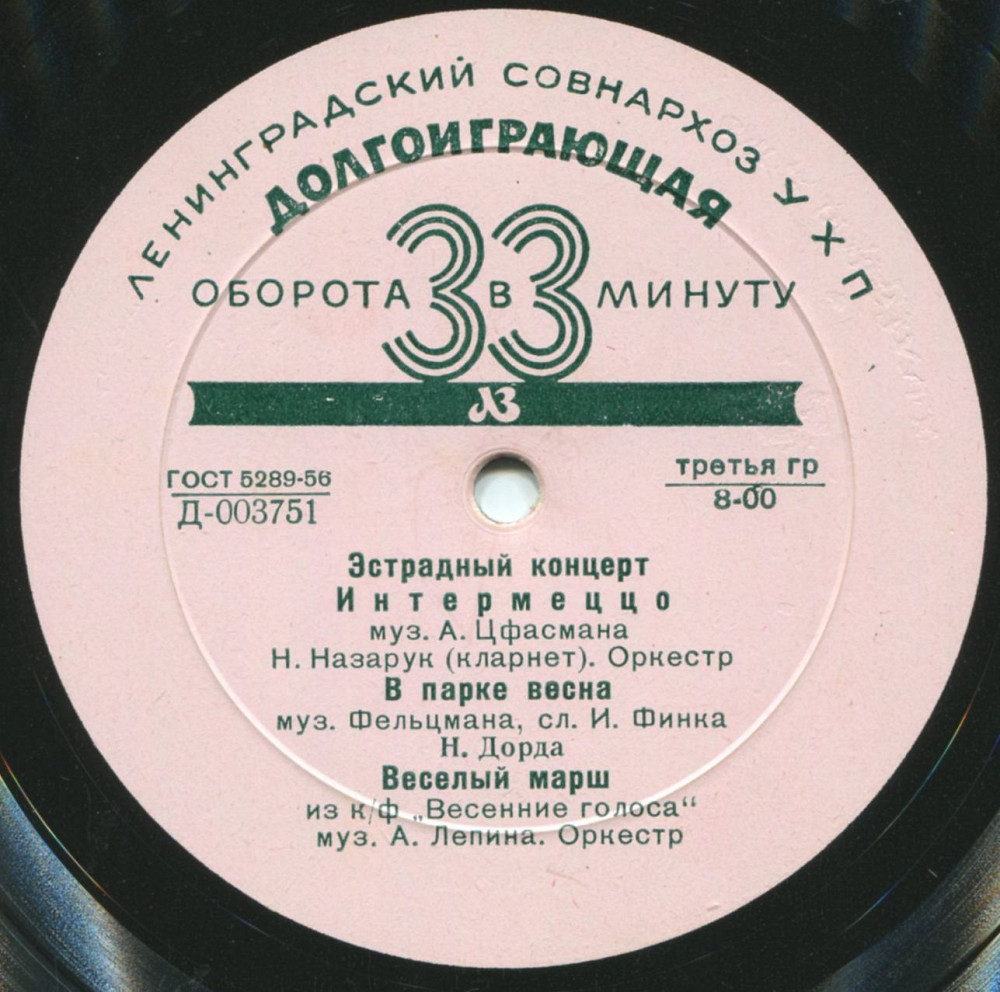 ЛЕНИНГРАДСКИЙ СОВНАРХОЗ УХП
ДОЛГОИГРАЮЩАЯ
ОБОРОТА 33 В МИНУТУ
ЛЗ
ГОСТ 5289-56
Д-003751
третья гр
8-00
Эстрадный концерт
Интермеццо
муз. А. Цфасмана
Н. Назарук (кларнет). Оркестр
В парке весна
муз. Фельцмана, сл. И. Финка
Н. Дорда
Веселый марш
из к/ф „Весенние голоса“
муз. А. Лепина. Оркестр